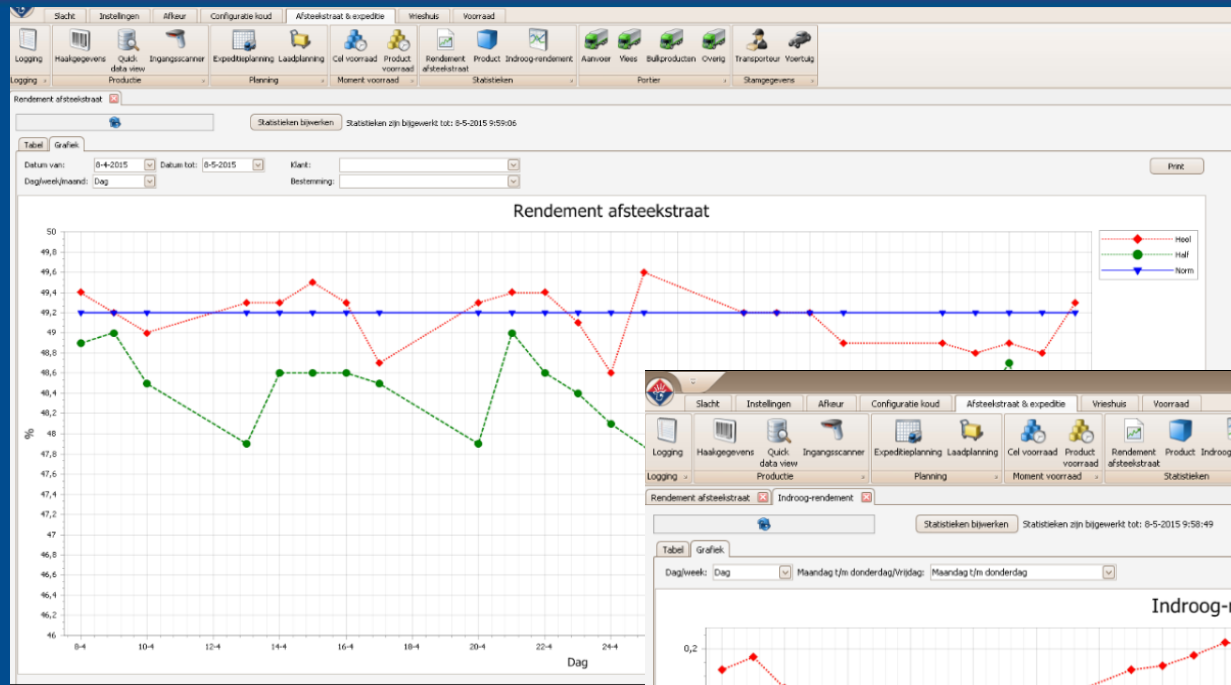 Slacht Instellingen Afkeur Configuratie koud Afsteekstraat & expeditie Vrieshuis Voorraad
Logging Haakgegevens Quick data view Ingangsscanner Expeditieplanning Laadplanning Cel voorraad Product voorraad Rendement afsteekstraat Product Indroog-rendement Aanvoer Vlees Bulkproducten Overig Transporteur Voertuig
Logging Productie Planning Moment voorraad Statistieken Portier Stamgegevens
Rendement afsteekstraat
Statistieken bijwerken Statistieken zijn bijgewerkt tot: 8-5-2015 9:59:06
Tabel Grafiek
Datum van: 8-4-2015 Datum tot: 8-5-2015 Klant: Print
Dag/week/maand: Dag Bestemming:
Rendement afsteekstraat
50
49,8
49,6
49,4
49,2
49
48,8
48,6
48,4
48,2
48
47,8
47,6
47,4
47,2
47
46,8
46,6
46,4
46,2
46
%
8-4 10-4 12-4 14-4 16-4 18-4 20-4 22-4 24-4
Dag
Heel
Half
Norm
Slacht Instellingen Afkeur Configuratie koud Afsteekstraat & expeditie Vrieshuis Voorraad
Logging Haakgegevens Quick data view Ingangsscanner Expeditieplanning Laadplanning Cel voorraad Product voorraad Rendement afsteekstraat Product Indroog
Logging Productie Planning Moment voorraad Statistieken
Rendement afsteekstraat Indroog-rendement
Statistieken bijwerken Statistieken zijn bijgewerkt tot: 8-5-2015 9:58:49
Tabel Grafiek
Dag/week: Dag Maandag t/m donderdag/Vrijdag: Maandag t/m donderdag
Indroog-r
0,2